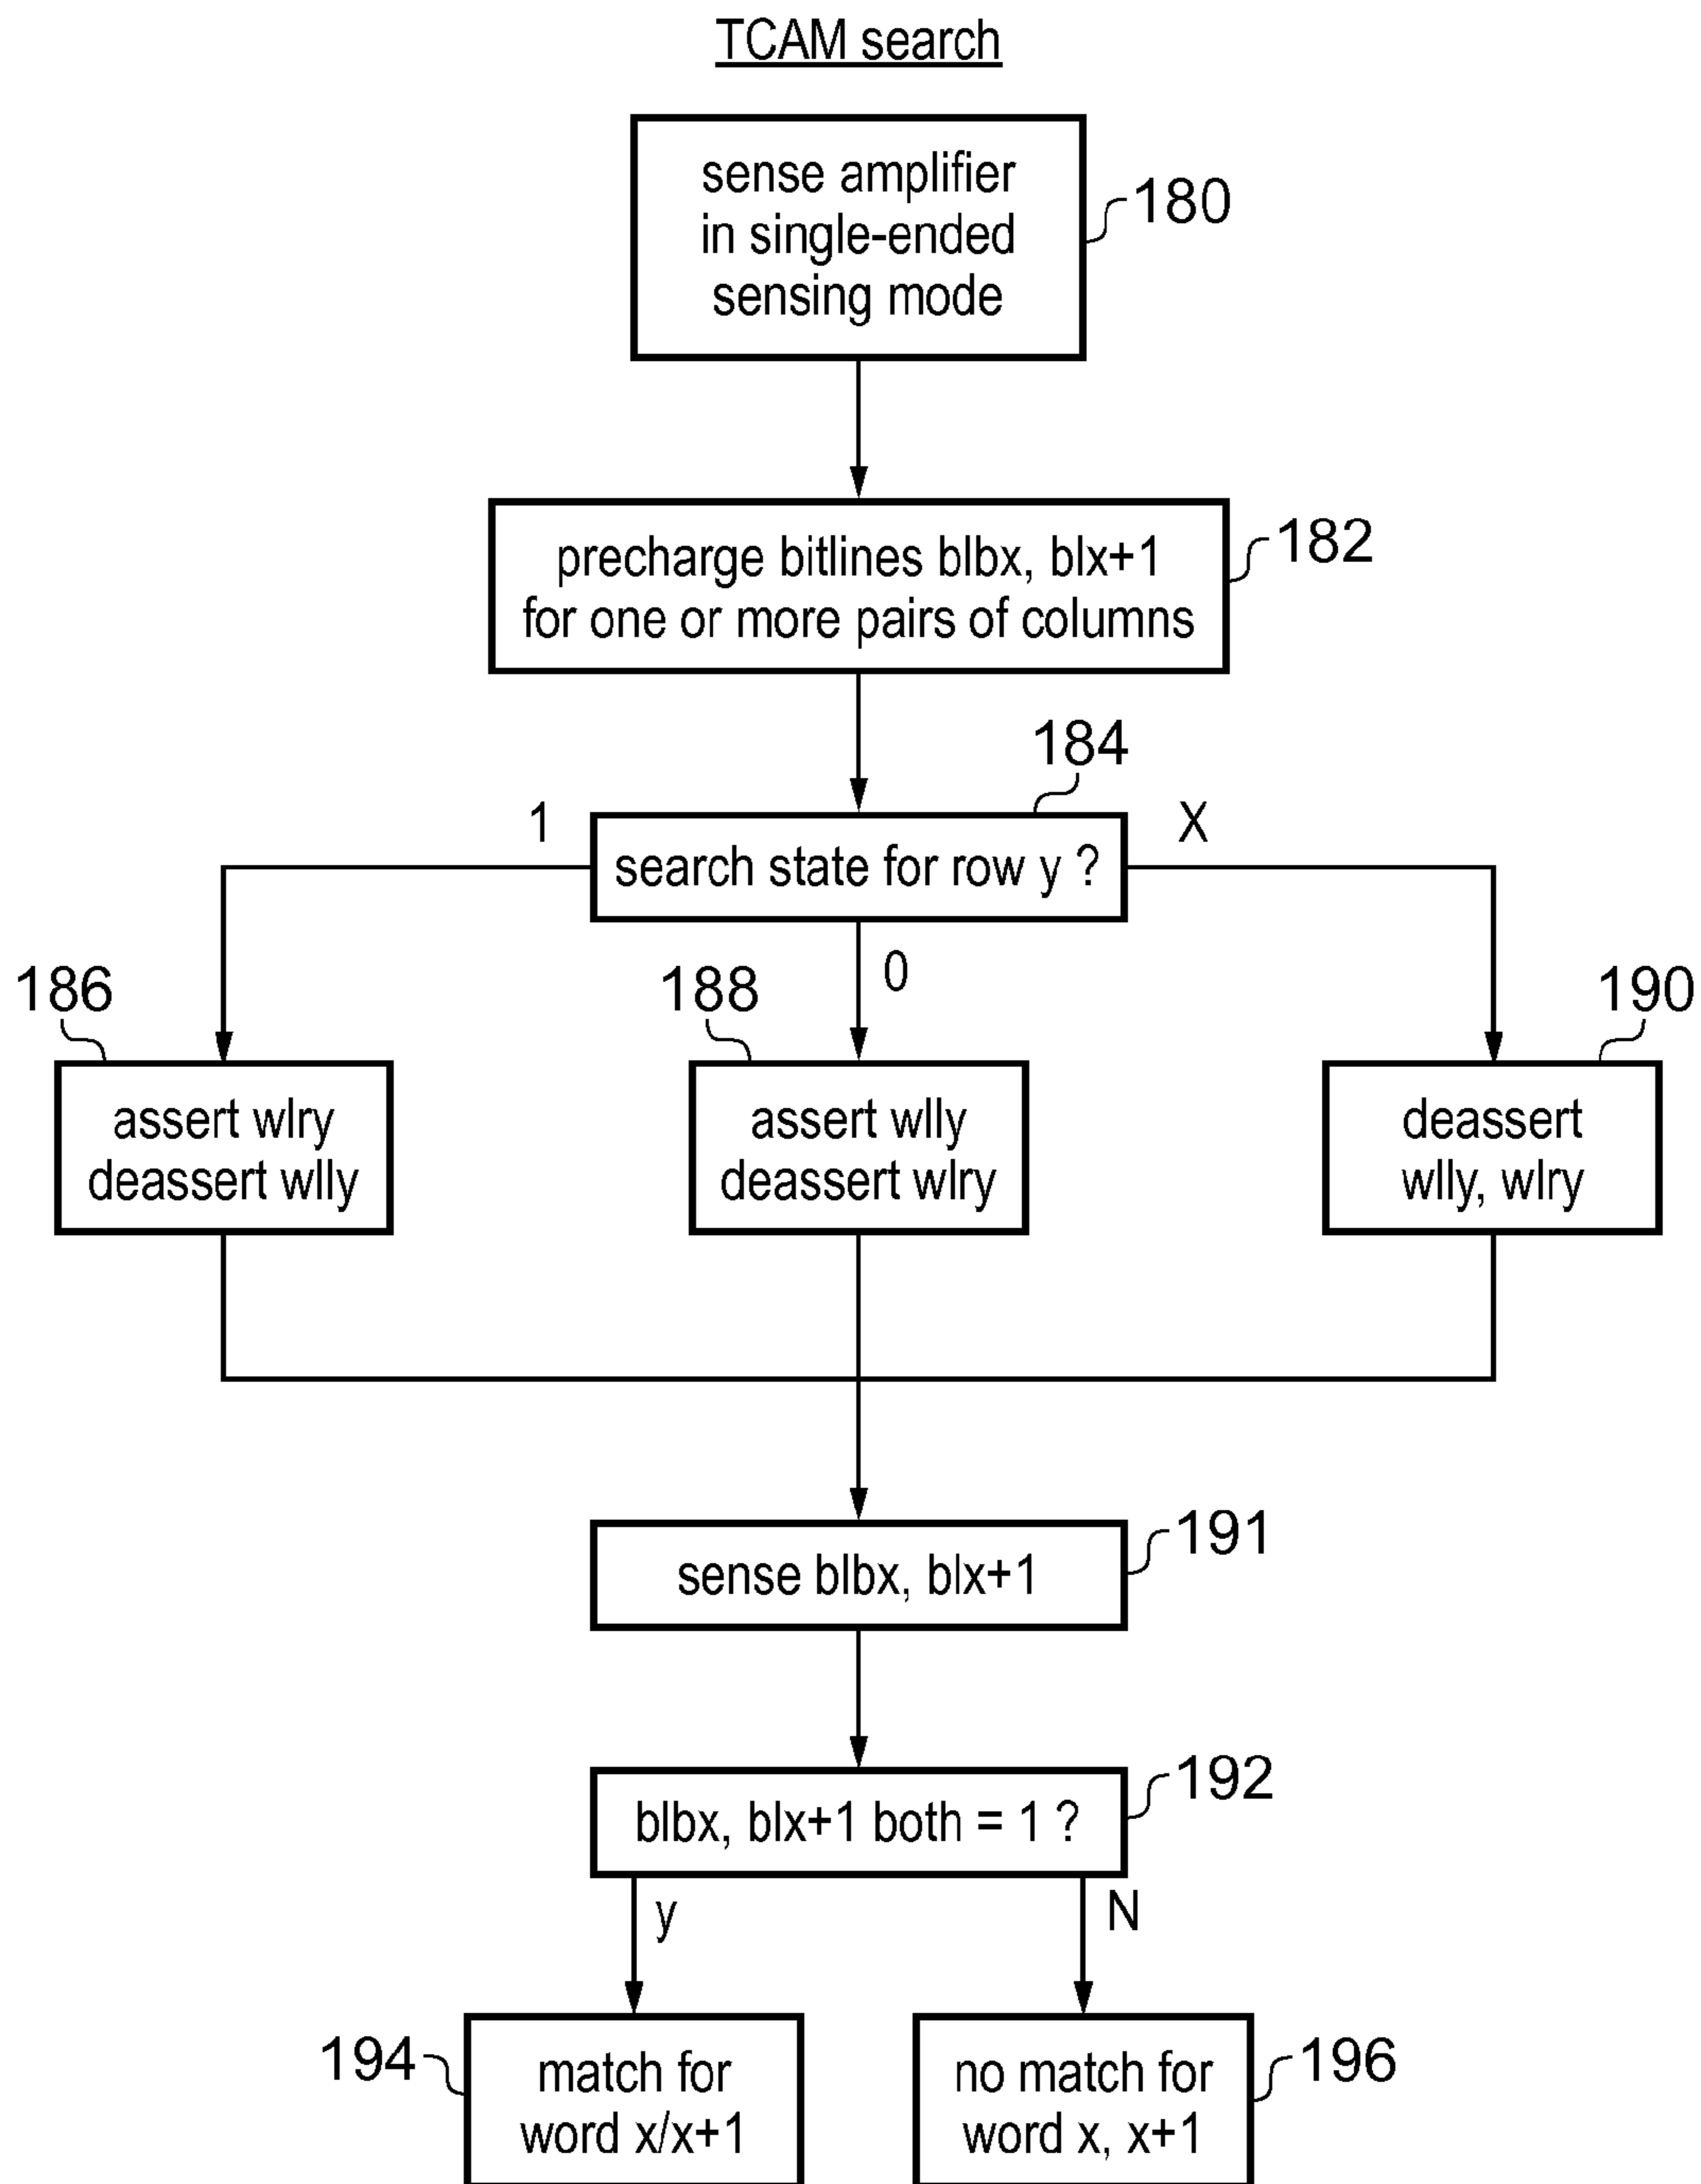 TCAM search
sense amplifier
in single-ended
sensing mode
180
precharge bitlines blbx, blx+1
for one or more pairs of columns
182
184
1
X
search state for row y ?
0
186
188
190
assert wlry
deassert wlly
assert wlly
deassert wlry
deassert
wlly, wlry
sense blbx, blx+1
191
blbx, blx+1 both = 1 ?
192
y
N
194
match for
word x/x+1
no match for
word x, x+1
196